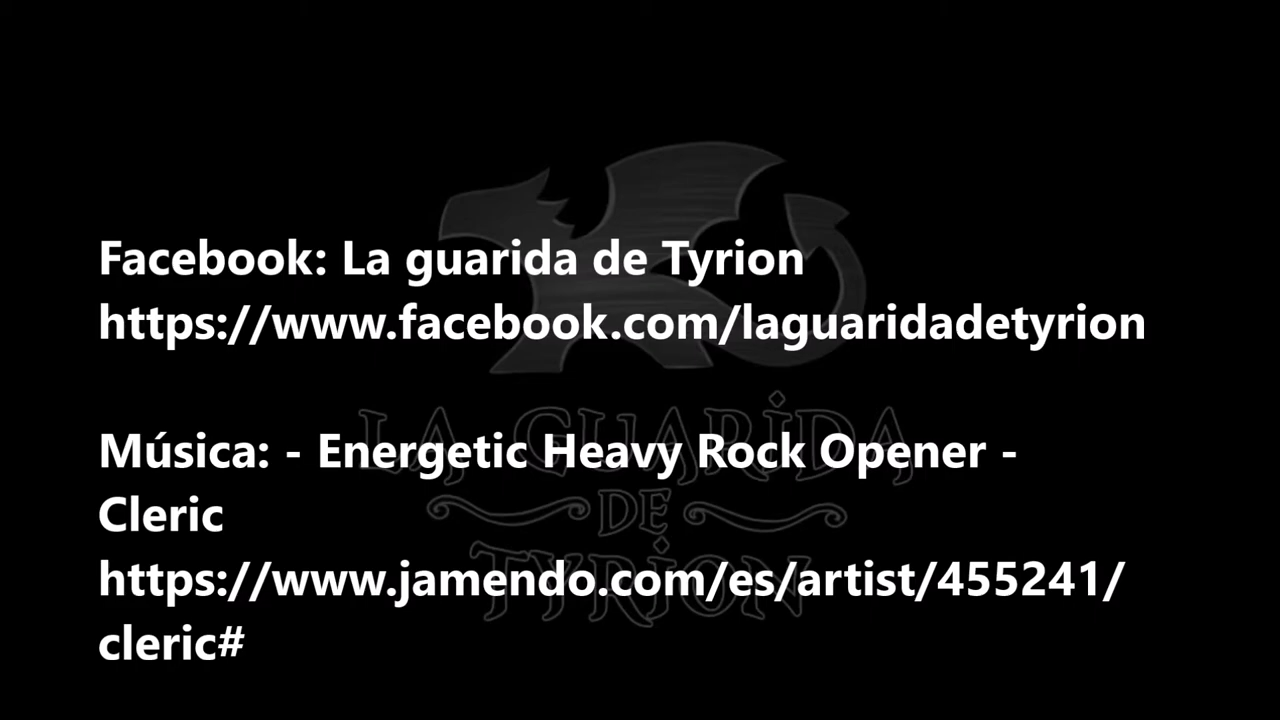 Facebook: La guarida de Tyrion
https://www.facebook.com/laguaridadetyrion
Música: - Energetic Heavy Rock Opener -
Cleric
https://www.jamendo.com/es/artist/455241/
cleric#
LA GUARIDA
DE
TYRION